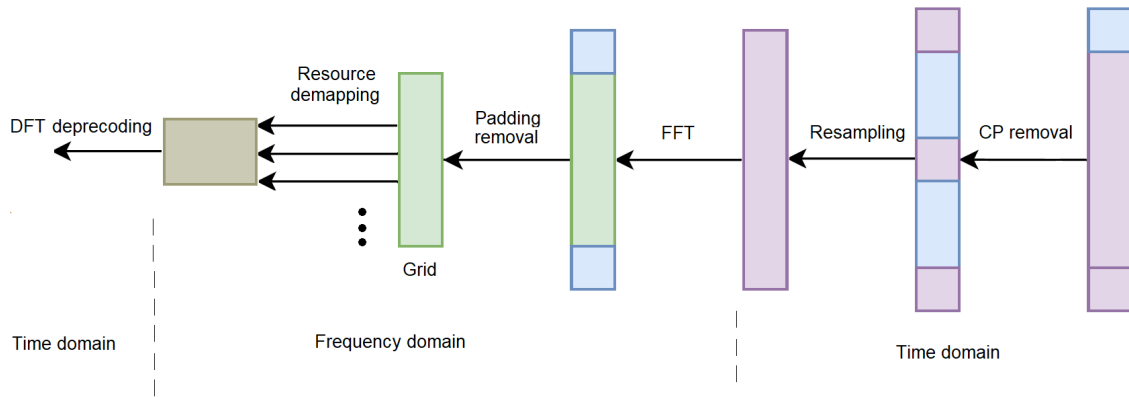 Resource
demapping
DFT deprecoding
Padding
removal
FFT
Resampling
CP removal
Grid
Time domain
Frequency domain
Time domain